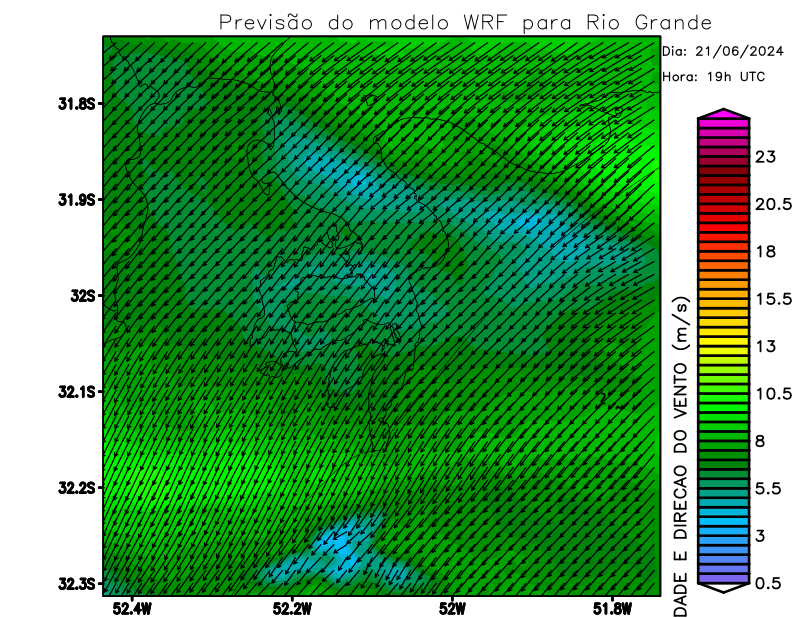 Previsão do modelo WRF para Rio Grande
Dia: 21/06/2024
Hora: 19h UTC
31.8S
31.9S
32S
32.1S
32.2S
32.3S
52.4W
52.2W
52W
51.8W
23
20.5
18
15.5
13
10.5
8
5.5
3
0.5
DADE E DIRECAO DO VENTO (m/s)